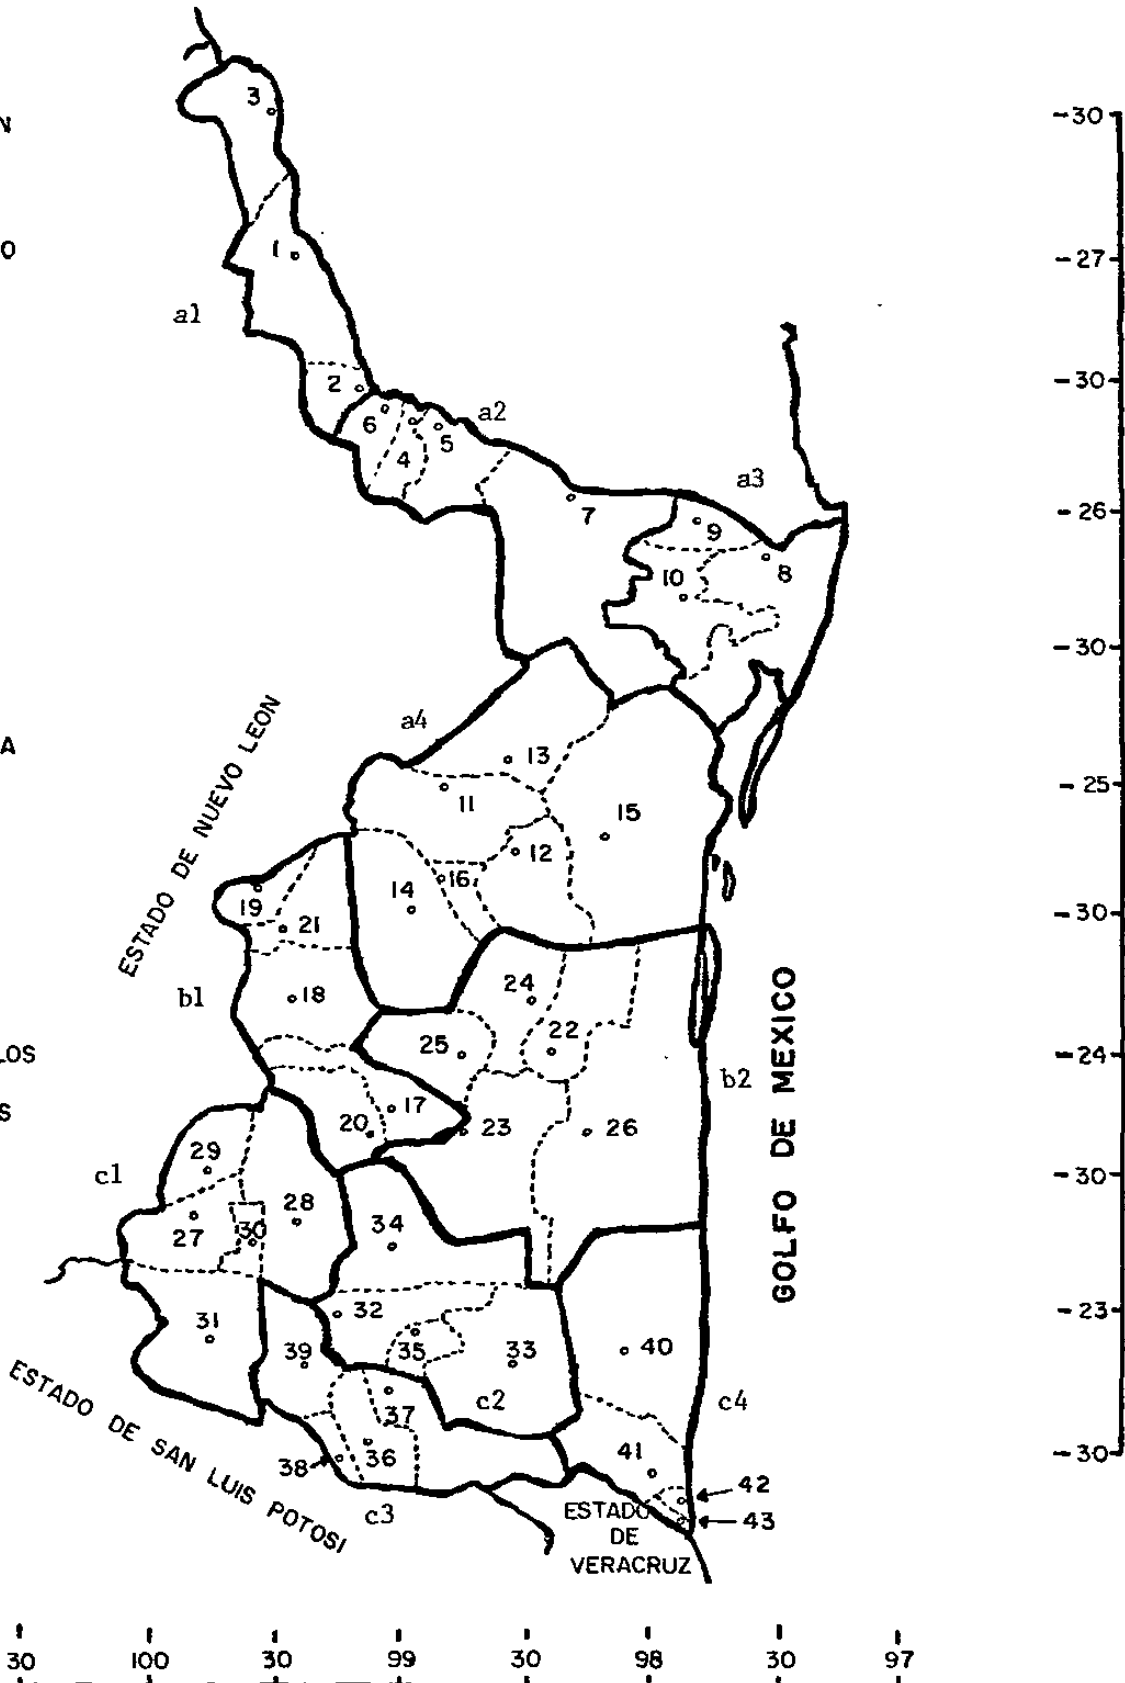 3
-30
N
1
O
-27
a1
2
-30
6
a2
5
4
a3
7
9
-26
10
8
-30
ESTADO DE NUEVO LEON
a4
A
13
11
-25
15
12
14
16
19
21
-30
b1
18
24
22
25
LOS
-24
b2
GOLFO DE MEXICO
S
17
20
23
26
29
c1
28
-30
27
30
34
31
32
-23
39
35
33
40
ESTADO DE SAN LUIS POTOSI
37
c2
c4
38
36
41
-30
42
c3
ESTADO
43
DE
VERACRUZ
30 100 30 99 30 98 30 97